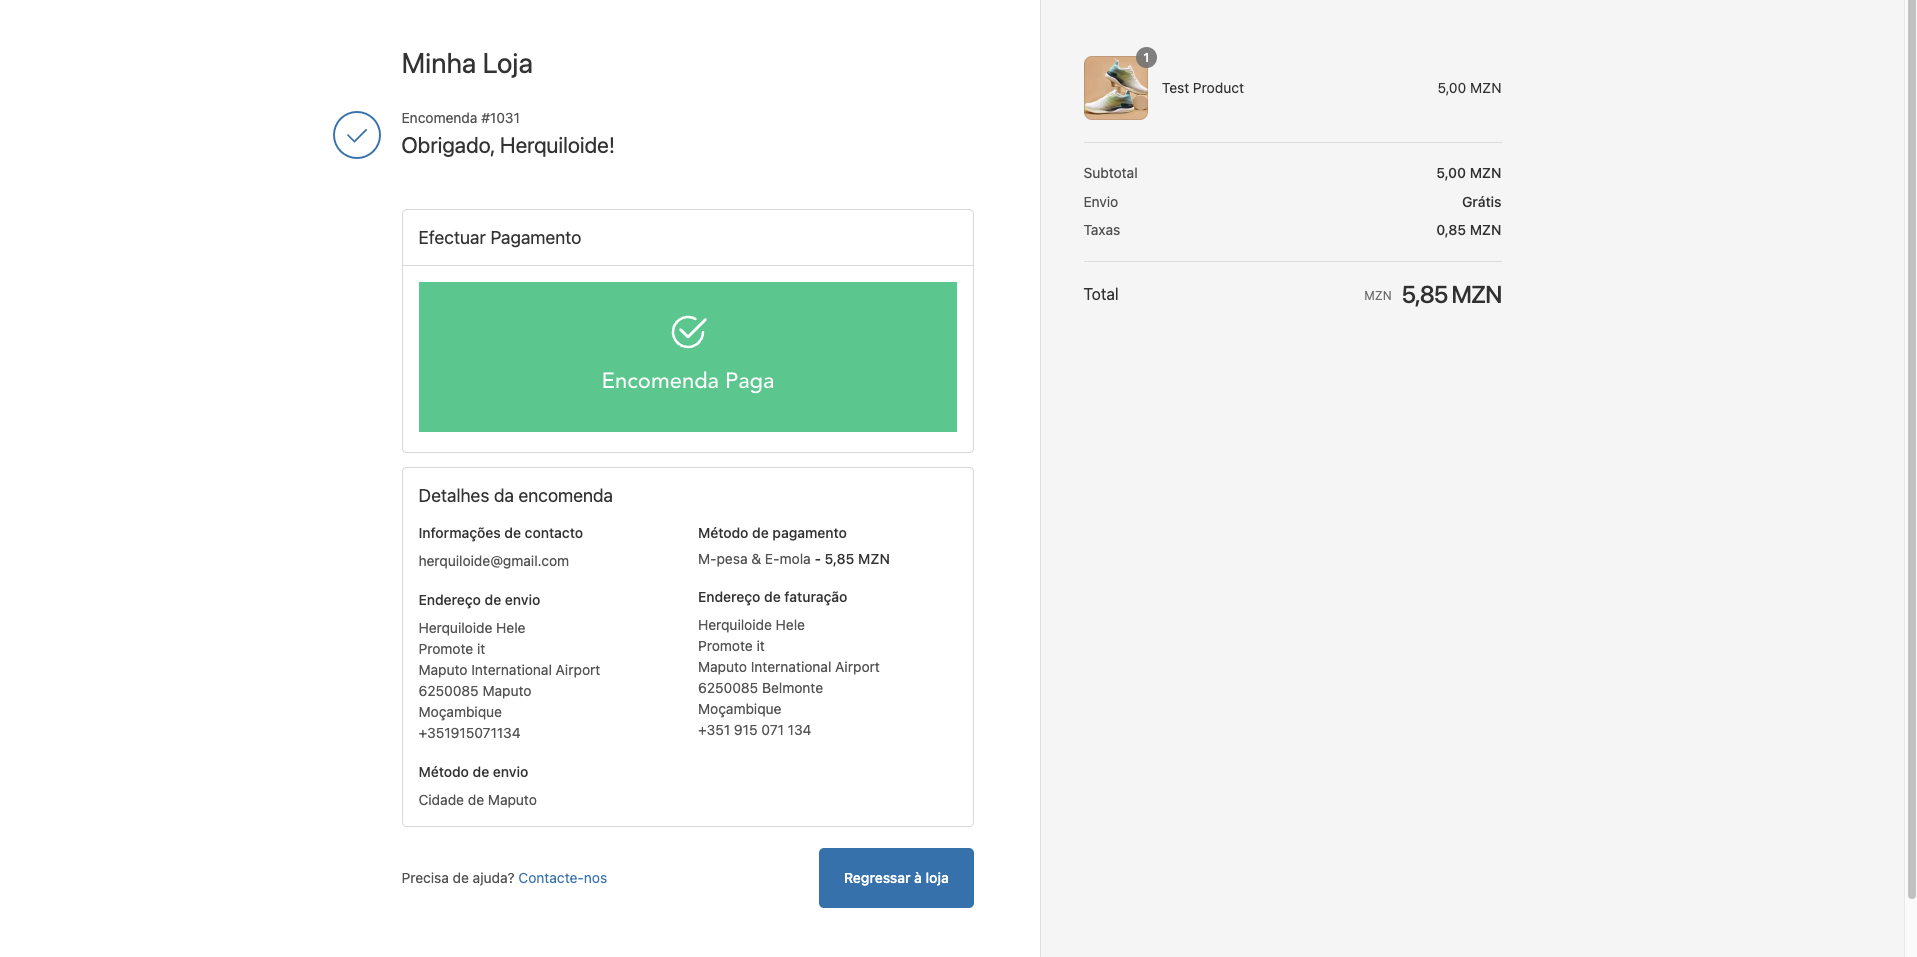 Minha Loja
Encomenda #1031
Obrigado, Herquiloide!
Efectuar Pagamento
Encomenda Paga
Detalhes da encomenda
Informações de contacto
herquiloide@gmail.com
Endereço de envio
Herquiloide Hele
Promote it
Maputo International Airport
6250085 Maputo
Moçambique
+351915071134
Método de envio
Cidade de Maputo
Método de pagamento
M-pesa & E-mola - 5,85 MZN
Endereço de faturação
Herquiloide Hele
Promote it
Maputo International Airport
6250085 Belmonte
Moçambique
+351 915 071 134
Precisa de ajuda? Contacte-nos
Regressar à loja
1
Test Product 5,00 MZN
Subtotal 5,00 MZN
Envio Grátis
Taxas 0,85 MZN
Total MZN 5,85 MZN